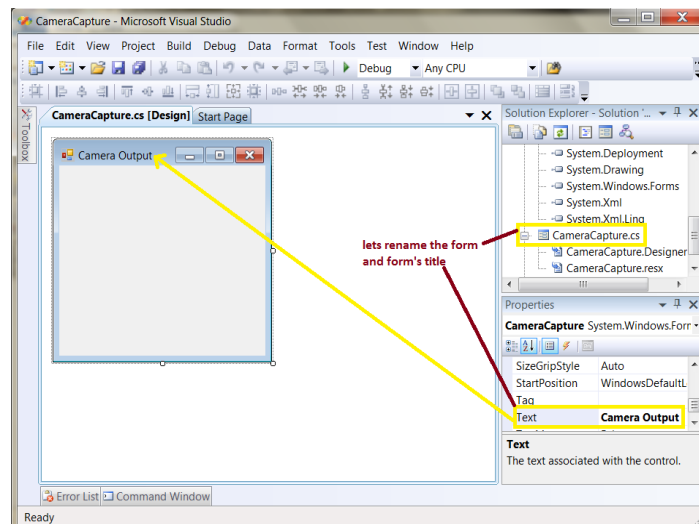 CameraCapture - Microsoft Visual Studio
File Edit View Project Build Debug Data Format Tools Test Window Help
Debug Any CPU
CameraCapture.cs [Design] Start Page
Toolbox
Camera Output
lets rename the form
and form's title
Solution Explorer - Solution '...
System.Deployment
System.Drawing
System.Windows.Forms
System.Xml
System.Xml.Linq
CameraCapture.cs
CameraCapture.Designer
CameraCapture.resx
Properties
CameraCapture System.Windows.Forr
SizeGripStyle Auto
StartPosition WindowsDefaultL
Tag
Text Camera Output
Text
The text associated with the control.
Error List Command Window
Ready